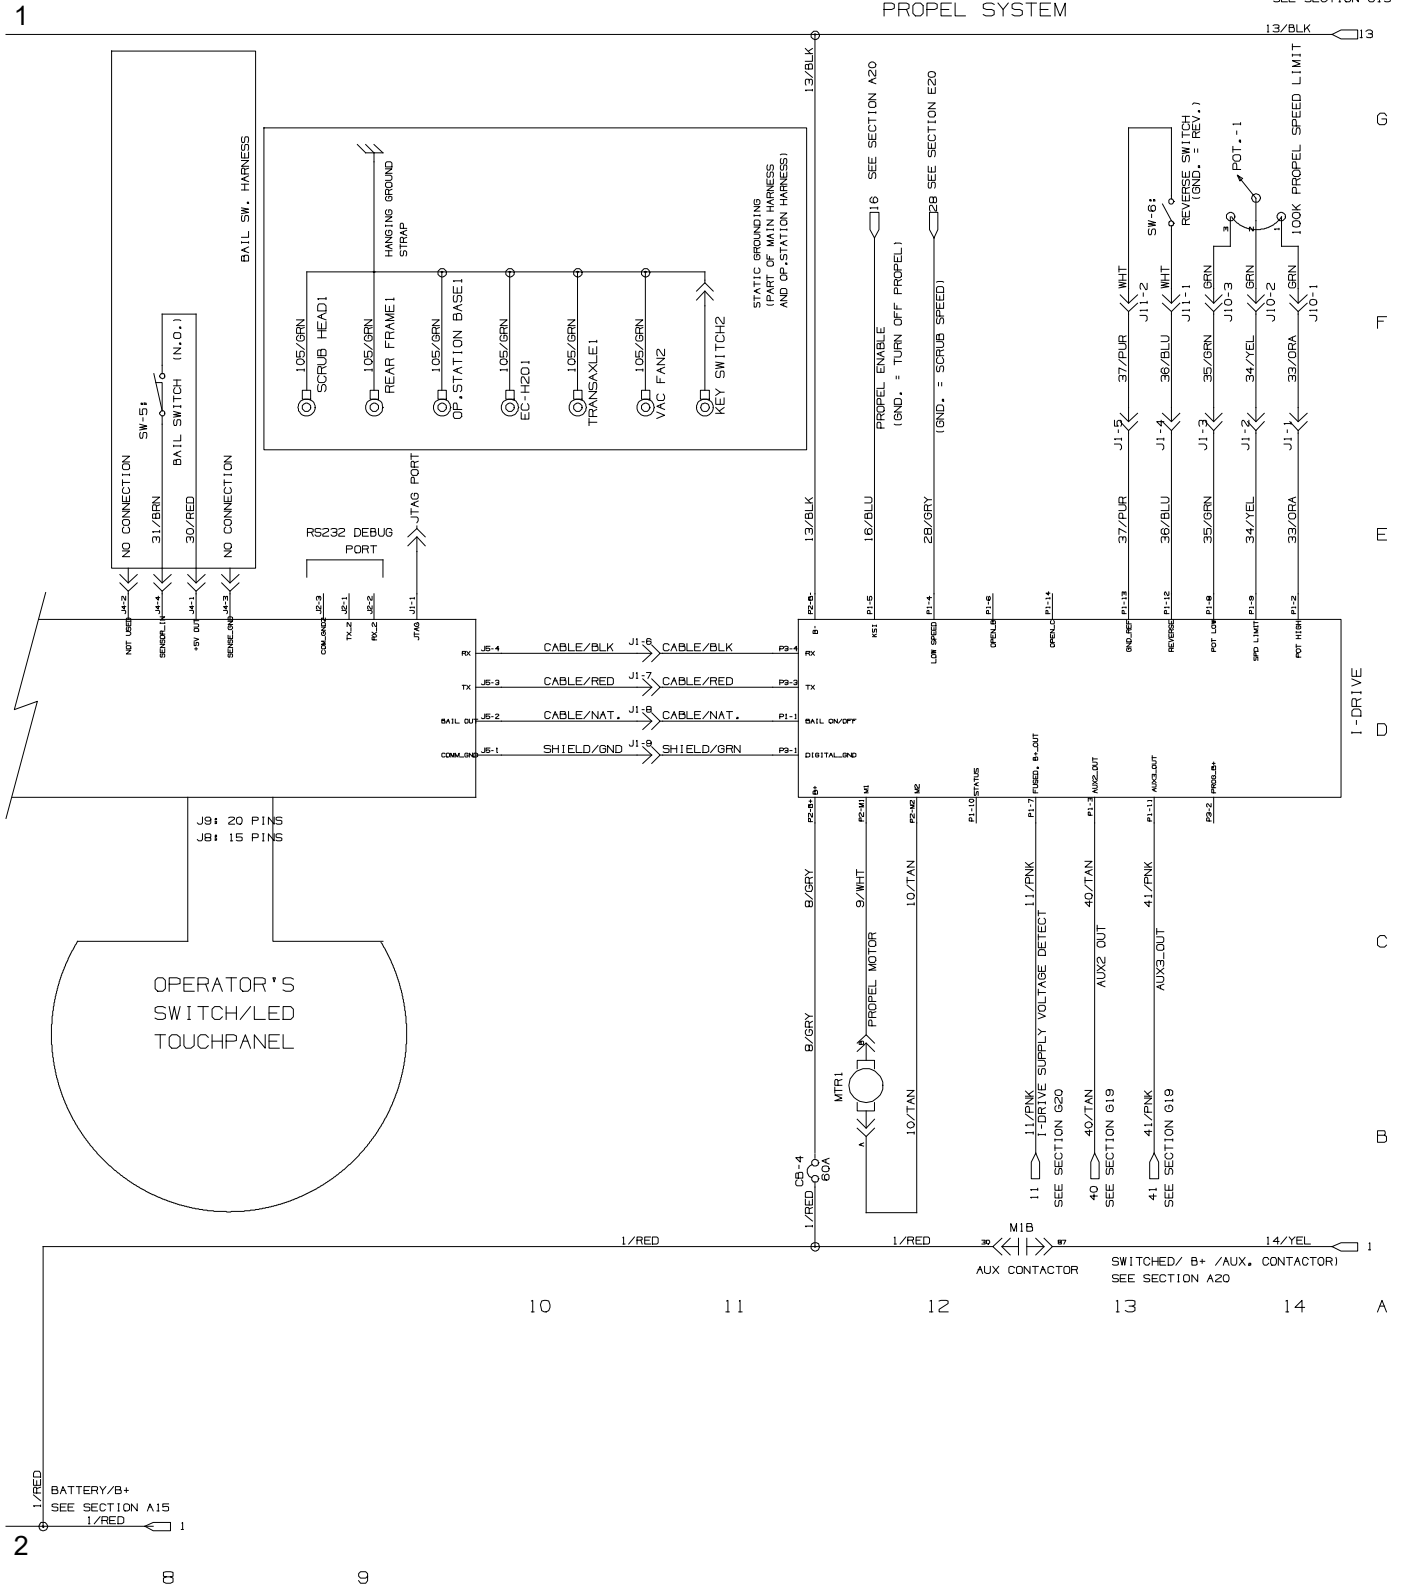 1
PROPEL SYSTEM
13/BLK
13
G
BAIL SW. HARNESS
SW-5:
BAIL SWITCH (N.O.)
NO CONNECTION
31/BRN
30/RED
NO CONNECTION
HANGING GROUND
STRAP
STATIC GROUNDING
(PART OF MAIN HARNESS
AND OP.STATION HARNESS)
105/GRN
SCRUB HEAD1
105/GRN
REAR FRAME1
105/GRN
OP.STATION BASE1
105/GRN
EC-H2O1
105/GRN
TRANSAXLE1
105/GRN
VAC FAN2
KEY SWITCH2
13/BLK
16 SEE SECTION A20
PROPEL ENABLE
(GND. = TURN OFF PROPEL)
28 SEE SECTION E20
(GND. = SCRUB SPEED)
SW-6:
REVERSE SWITCH
(GND. = REV.)
POT.-1
3
2
1
100K PROPEL SPEED LIMIT
WHT
WHT
GRN
GRN
GRN
J11-2
J11-1
J10-3
J10-2
J10-1
F
37/PUR
36/BLU
35/GRN
34/YEL
33/ORA
J1-5
J1-4
J1-3
J1-2
J1-1
RS232 DEBUG
PORT
JTAG PORT
13/BLK
16/BLU
28/GRY
37/PUR
36/BLU
35/GRN
34/YEL
33/ORA
E
J4-2
J4-4
J4-1
J4-3
J2-3
J2-1
J2-2
J1-1
P2-B-
P1-5
P1-4
P1-6
P1-14
P1-13
P1-12
P1-8
P1-9
P1-2
NOT USED
SENSOR_IN
+5V OUT
SENSE_GND
COM_GND2
TX_2
RX_2
JTAG
B-
KSI
LOW SPEED
OPEN_B
OPEN_C
GND_REF
REVERSE
POT LOW
SPD LIMIT
POT HIGH
RX J5-4 CABLE/BLK J1-6 CABLE/BLK P3-4 RX
TX J5-3 CABLE/RED J1-7 CABLE/RED P3-3 TX
BAIL OUT J5-2 CABLE/NAT. J1-8 CABLE/NAT. P1-1 BAIL ON/OFF
COMM_GND J5-1 SHIELD/GND J1-9 SHIELD/GRN P3-1 DIGITAL_GND
I-DRIVE
D
B+
M1
M2
STATUS
FUSED. B+_OUT
AUX2_OUT
AUX3_OUT
PROG_B+
P2-B+
P2-M1
P2-M2
P1-10
P1-7
P1-3
P1-11
P3-2
J9: 20 PINS
J8: 15 PINS
8/GRY
9/WHT
10/TAN
11/PNK
40/TAN
41/PNK
C
OPERATOR'S
SWITCH/LED
TOUCHPANEL
8/GRY
PROPEL MOTOR
B
MTR1
A
10/TAN
I-DRIVE SUPPLY VOLTAGE DETECT
AUX2 OUT
AUX3_OUT
11/PNK
40/TAN
41/PNK
11
SEE SECTION G20
40
SEE SECTION G19
41
SEE SECTION G19
B
CB-4
60A
1/RED
1/RED
1/RED
30
M1B
87
AUX CONTACTOR
14/YEL
1
SWITCHED/ B+ /AUX. CONTACTOR)
SEE SECTION A20
10
11
12
13
14
A
1/RED
BATTERY/B+
SEE SECTION A15
1/RED
1
2
8
9